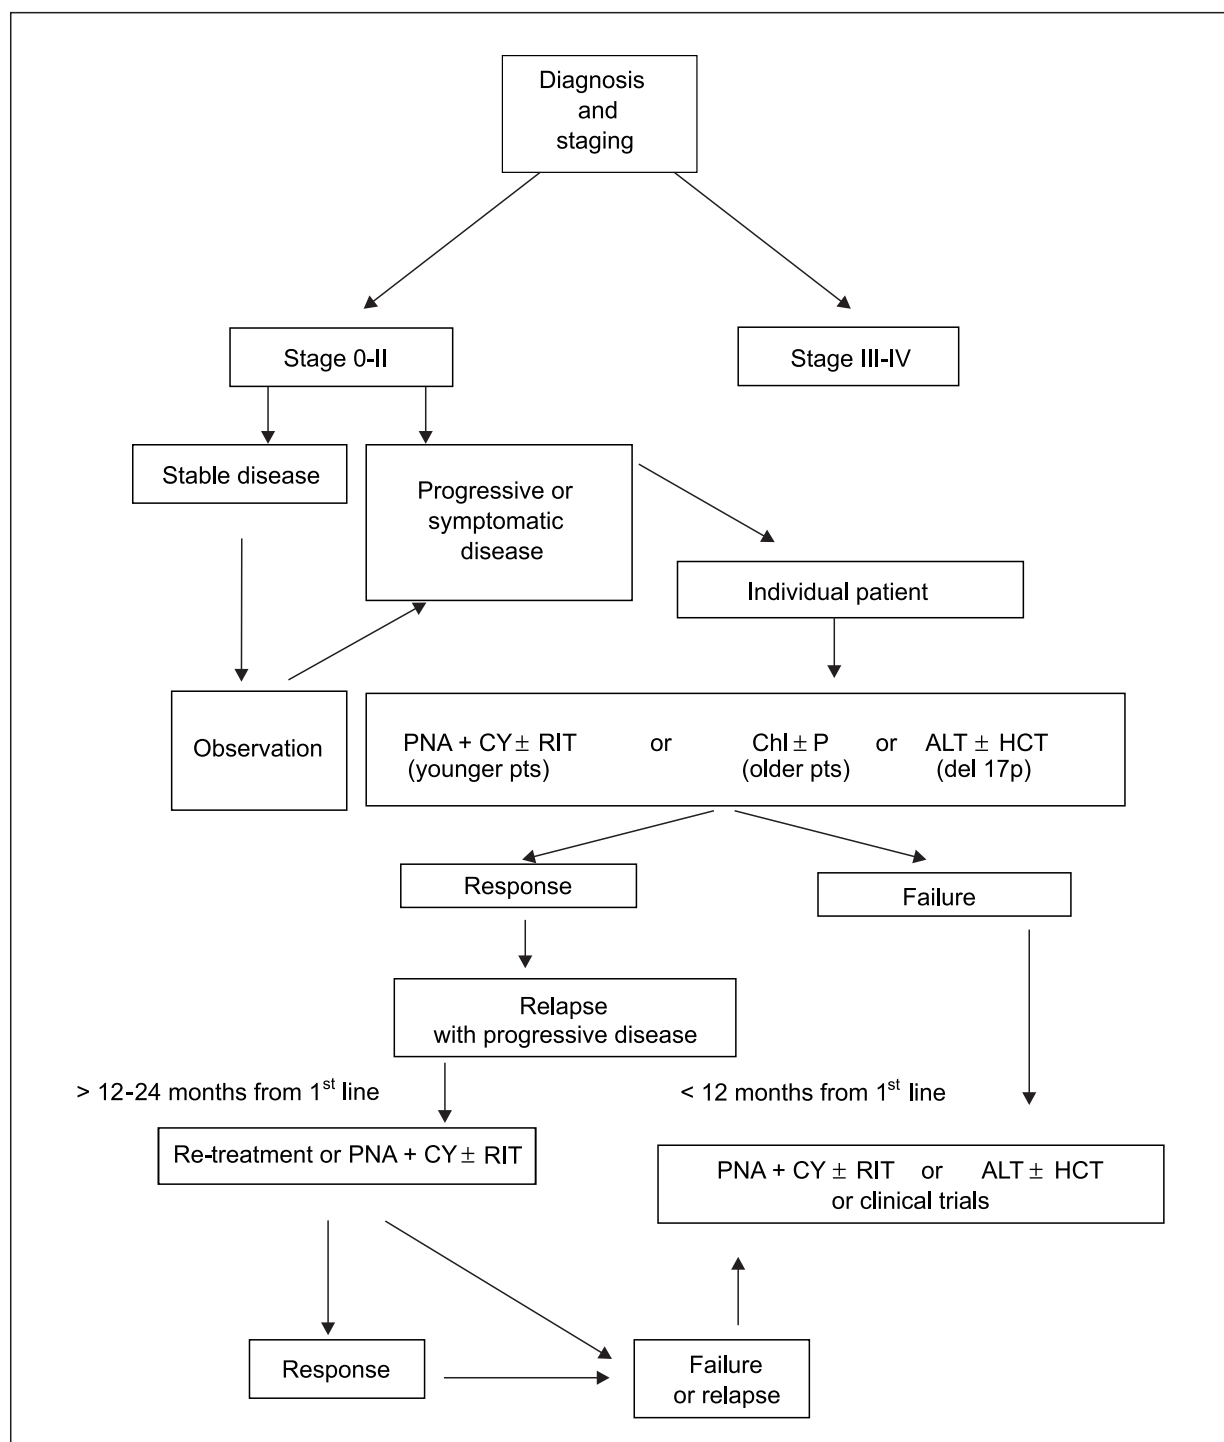 Diagnosis
and
staging
Stage 0-II
Stage III-IV
Stable disease
Progressive or
symptomatic
disease
Individual patient
Observation
PNA + CY ± RIT or Chl ± P or ALT ± HCT
(younger pts) (older pts) (del 17p)
Response
Failure
Relapse
with progressive disease
> 12-24 months from 1st line
< 12 months from 1st line
Re-treatment or PNA + CY ± RIT
PNA + CY ± RIT or ALT ± HCT
or clinical trials
Response
Failure
or relapse